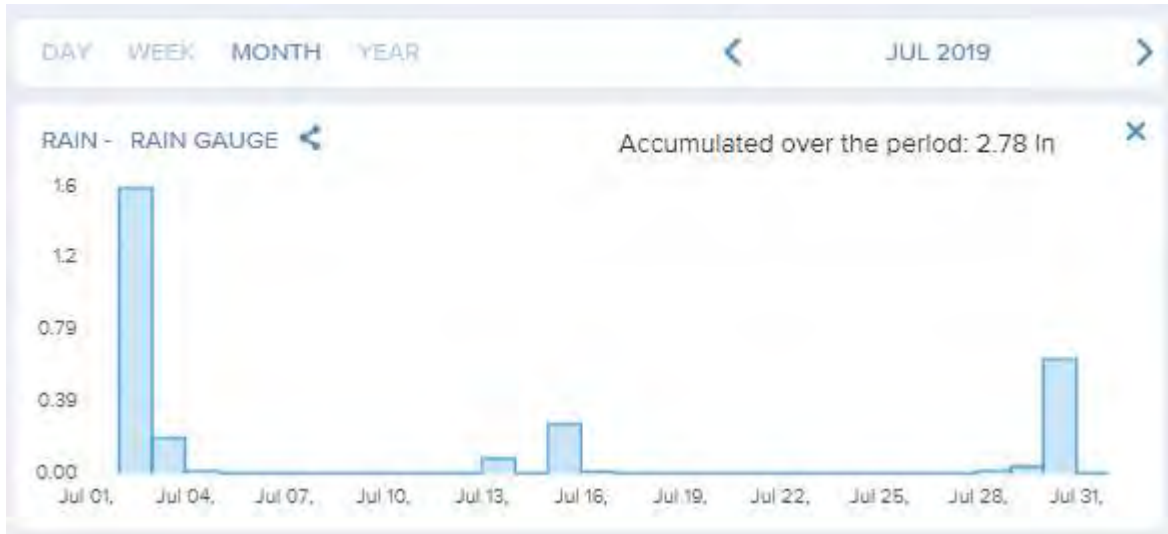 DAY WEEK MONTH YEAR JUL 2019
RAIN - RAIN GAUGE Accumulated over the period: 2.78 In
1.6
1.2
0.79
0.39
0.00
Jul 01, Jul 04, Jul 07, Jul 10, Jul 13, Jul 16, Jul 19, Jul 22, Jul 25, Jul 28, Jul 31,